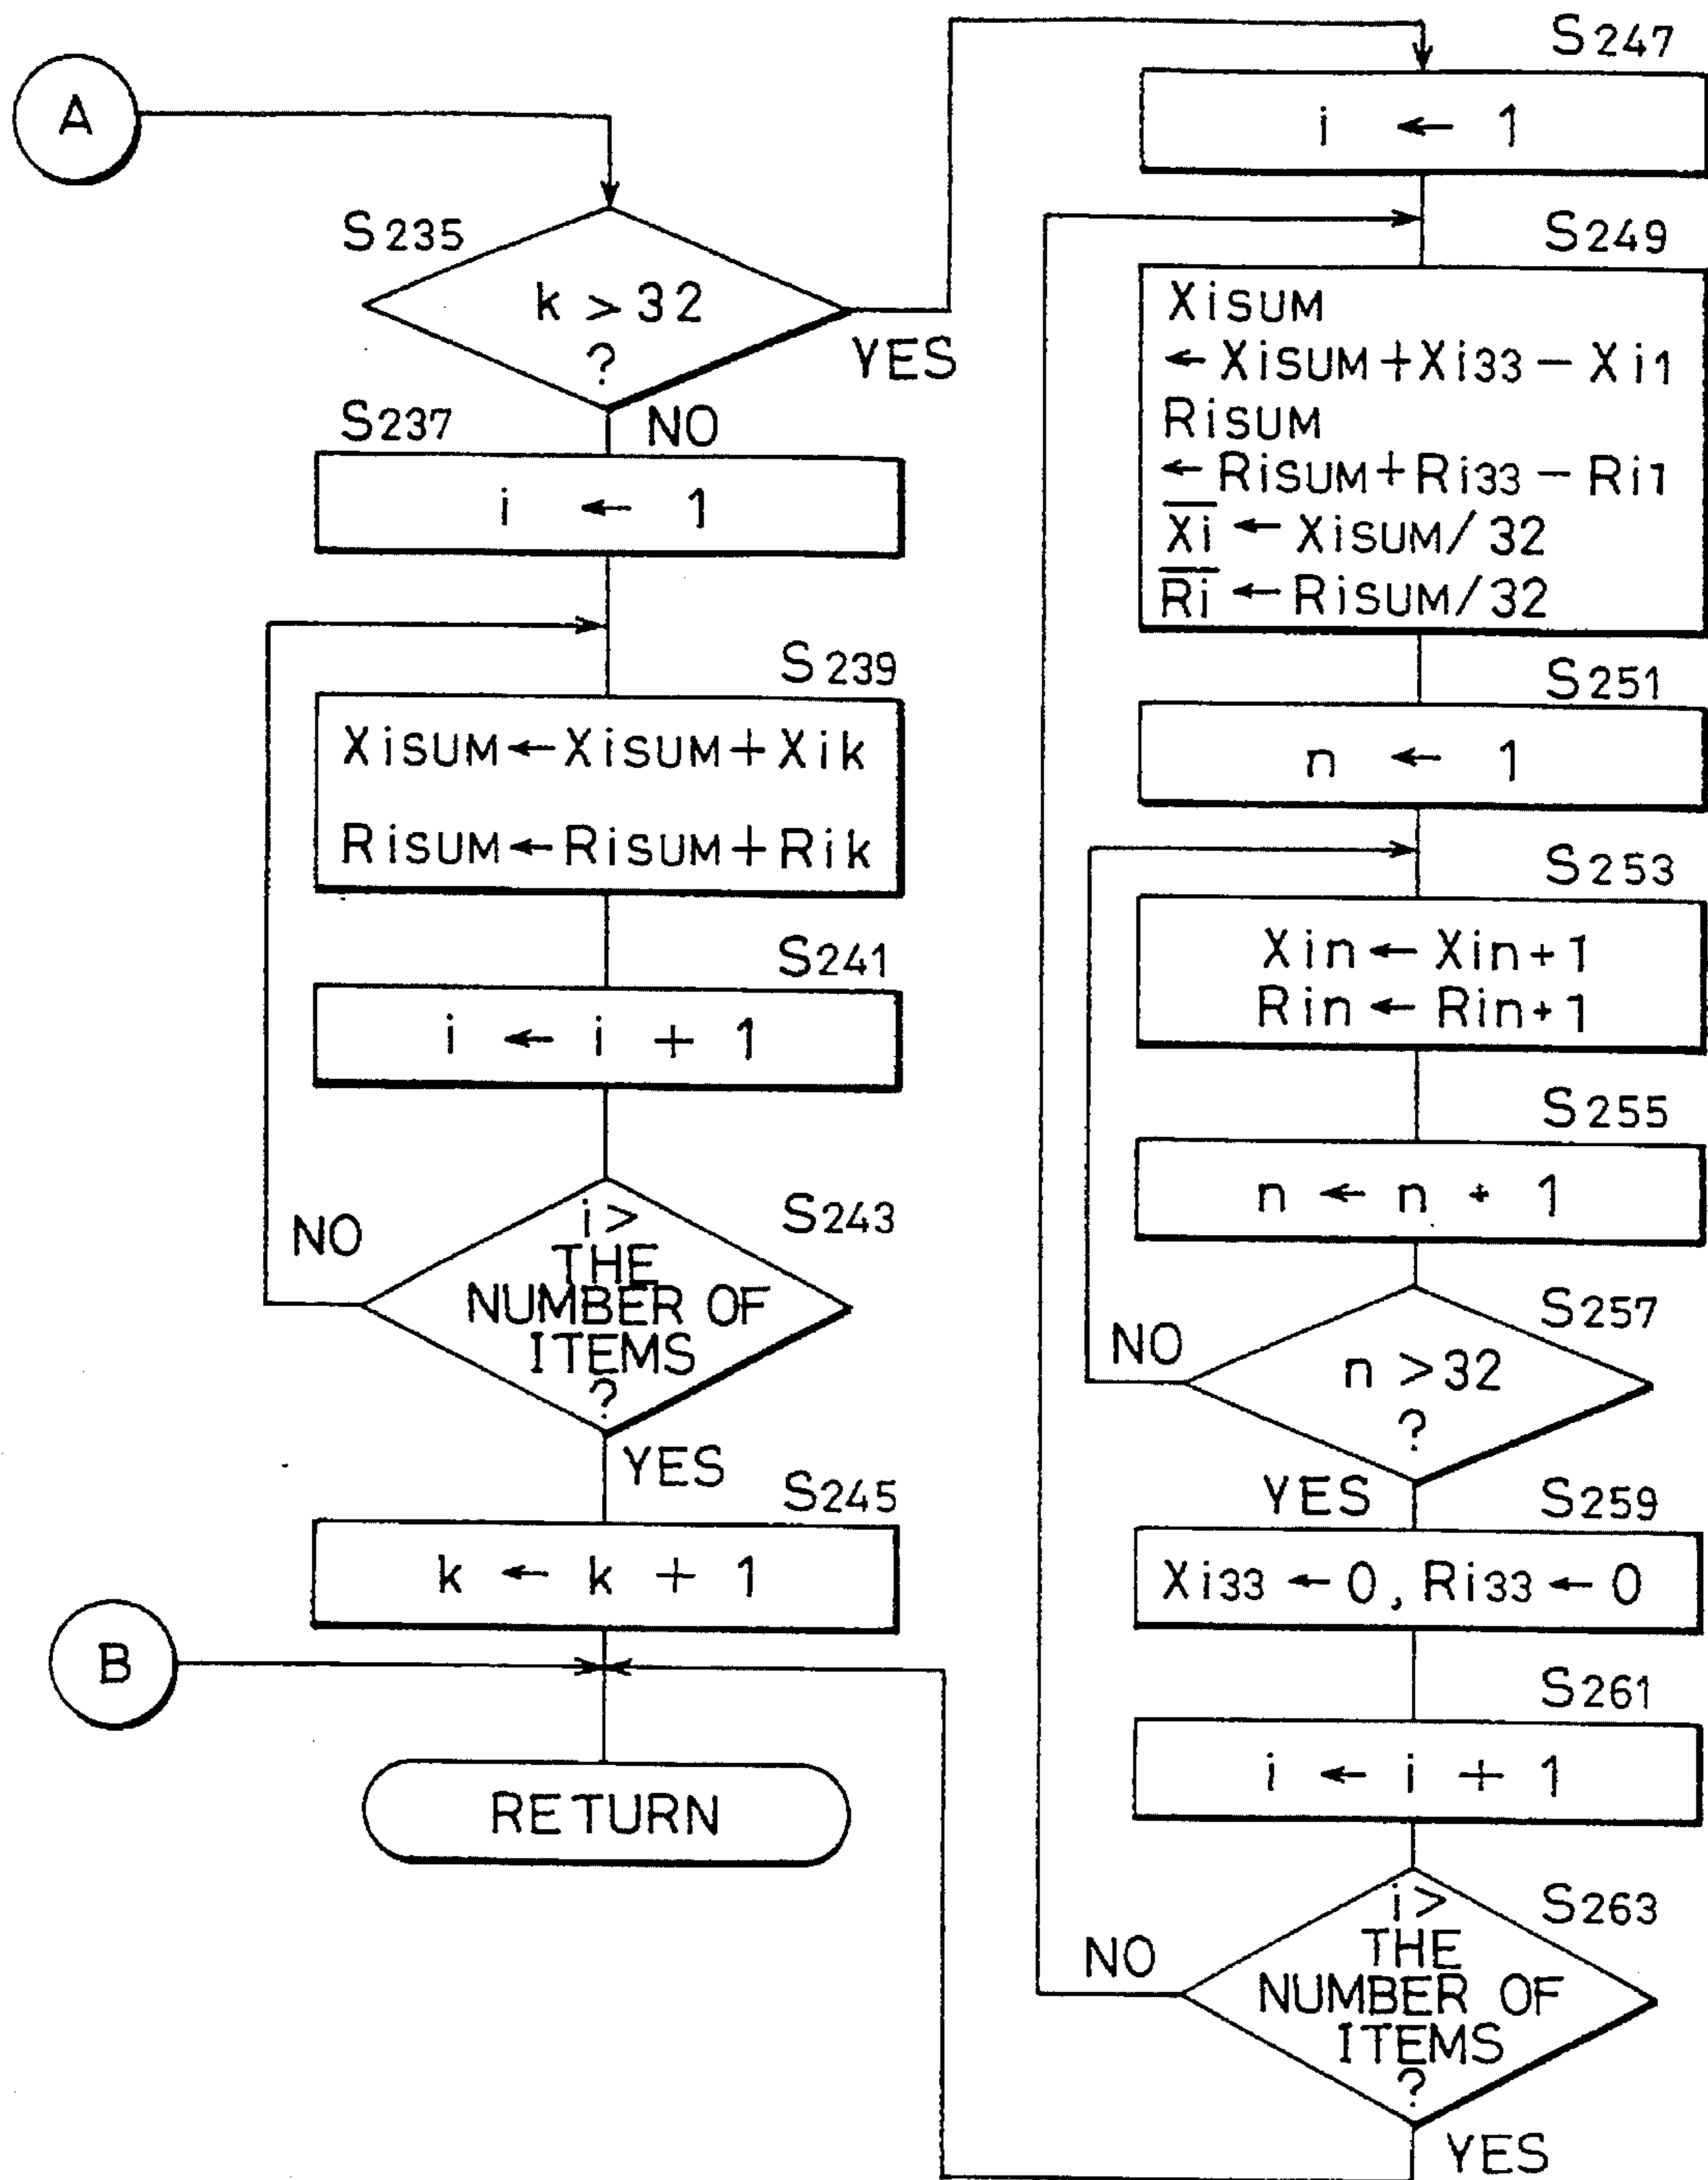 A
S235
k > 32
?
YES
NO
S237
i ← 1
S239
XiSUM←XiSUM+Xik
RiSUM←RiSUM+Rik
S241
i ← i + 1
S243
i >
THE
NUMBER OF
ITEMS
?
NO
YES
S245
k ← k + 1
B
RETURN
S247
i ← 1
S249
XiSUM
←XiSUM+Xi33−Xi1
RiSUM
←RiSUM+Ri33−Ri1
X̅i̅ ← XiSUM/32
R̅i̅ ← RiSUM/32
S251
n ← 1
S253
Xin ← Xin+1
Rin ← Rin+1
S255
n ← n + 1
S257
n > 32
?
NO
YES
S259
Xi33 ← 0, Ri33 ← 0
S261
i ← i + 1
S263
i >
THE
NUMBER OF
ITEMS
?
NO
YES